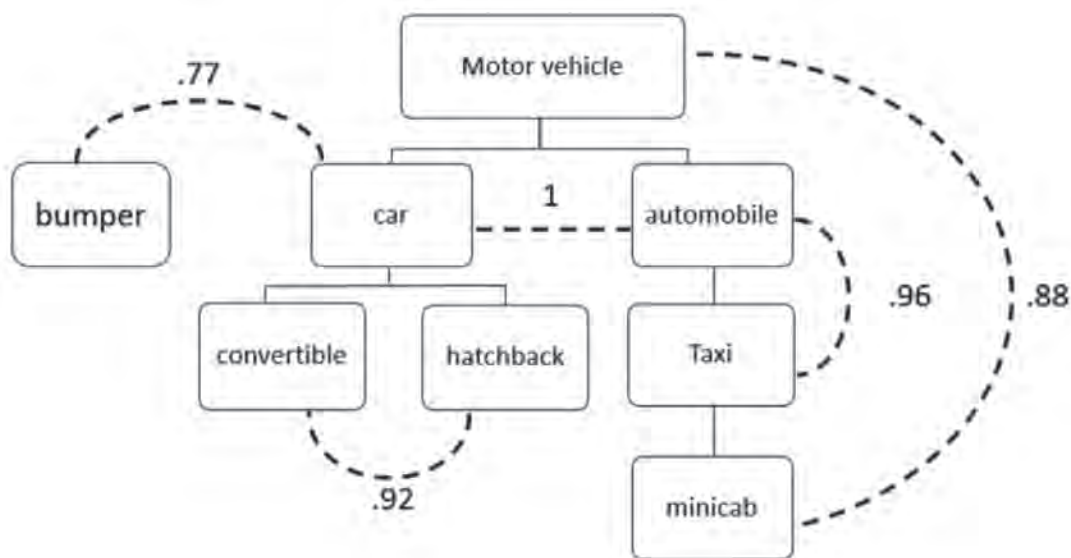 Motor vehicle
.77
bumper
car
1
automobile
.96
.88
convertible
hatchback
Taxi
.92
minicab